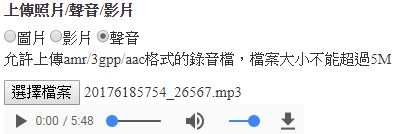 上傳照片/聲音/影片
圖片 影片 聲音
允許上傳amr/3gpp/aac格式的錄音檔，檔案大小不能超過5M
選擇檔案 20176185754_26567.mp3
0:00 / 5:48